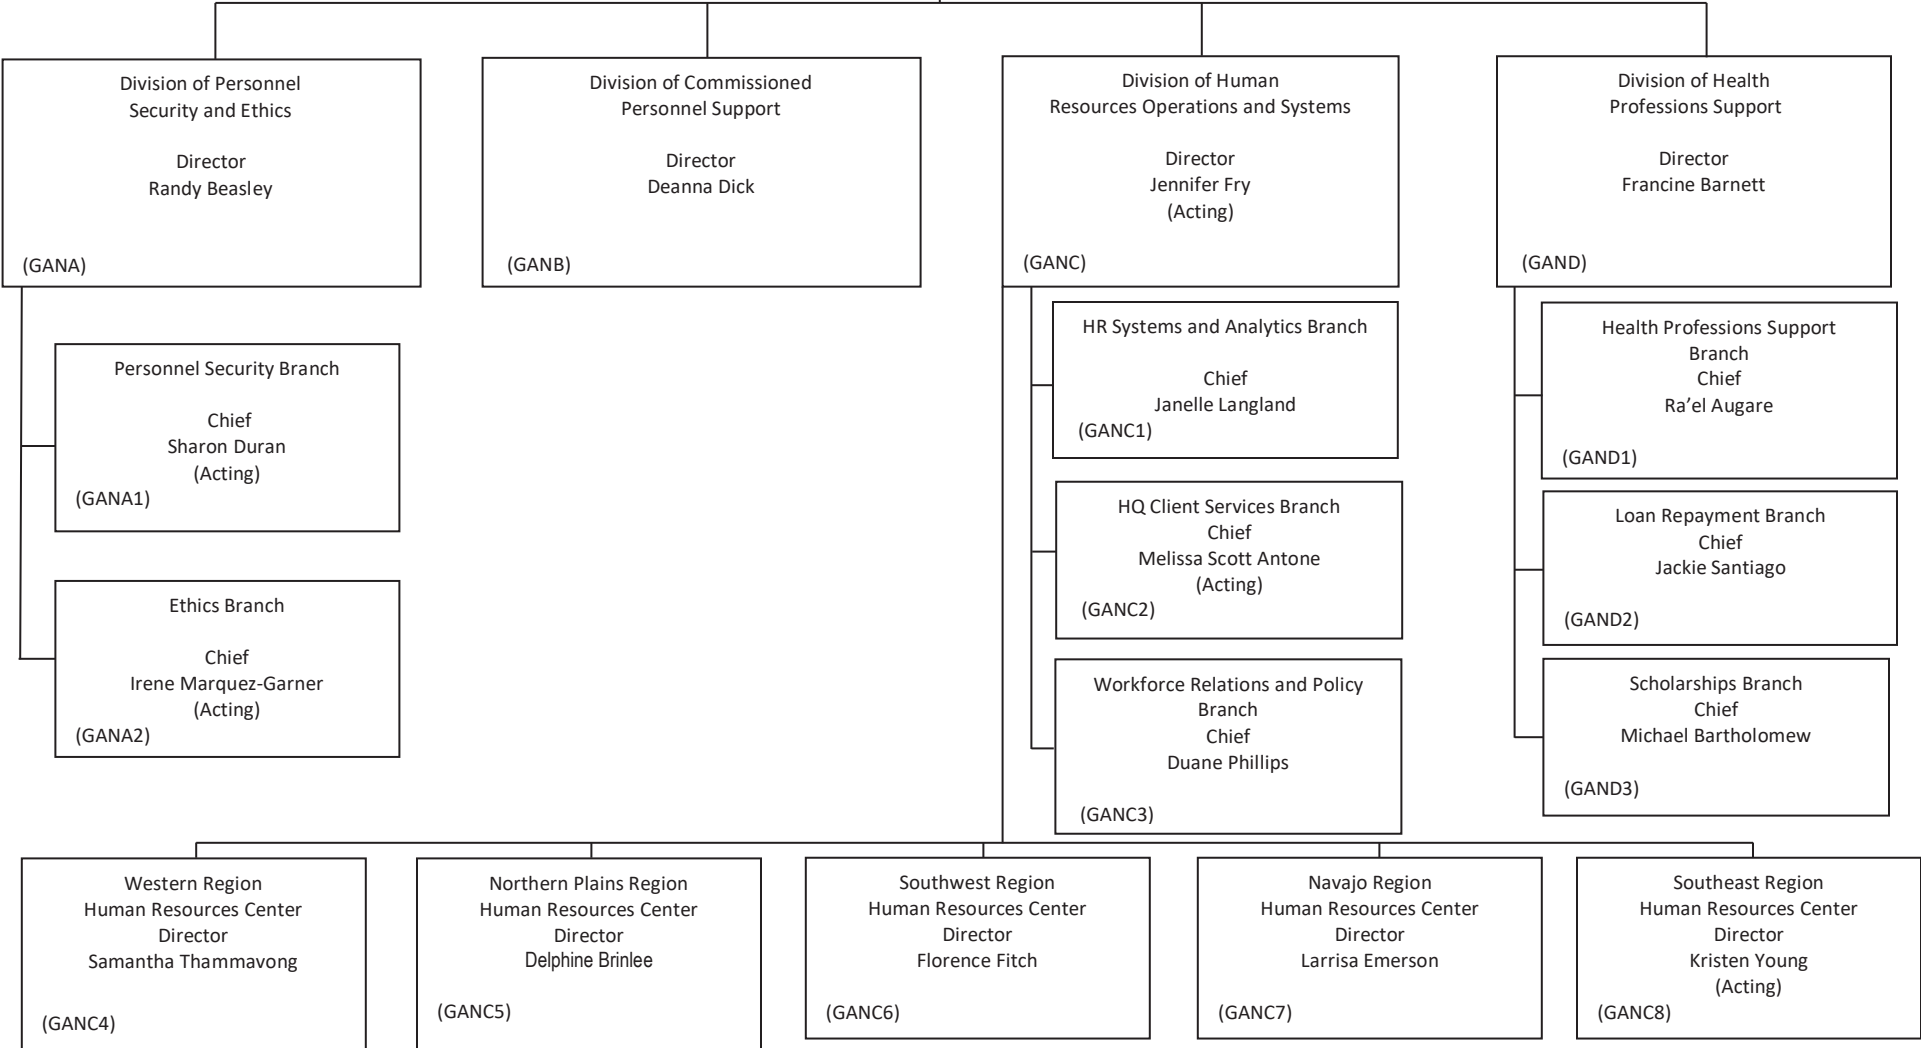 Division of Personnel
Security and Ethics
Director
Randy Beasley
(GANA)
Division of Commissioned
Personnel Support
Director
Deanna Dick
(GANB)
Division of Human
Resources Operations and Systems
Director
Jennifer Fry
(Acting)
(GANC)
Division of Health
Professions Support
Director
Francine Barnett
(GAND)
Personnel Security Branch
Chief
Sharon Duran
(Acting)
(GANA1)
Ethics Branch
Chief
Irene Marquez-Garner
(Acting)
(GANA2)
HR Systems and Analytics Branch
Chief
Janelle Langland
(GANC1)
HQ Client Services Branch
Chief
Melissa Scott Antone
(Acting)
(GANC2)
Workforce Relations and Policy
Branch
Chief
Duane Phillips
(GANC3)
Health Professions Support
Branch
Chief
Ra’el Augare
(GAND1)
Loan Repayment Branch
Chief
Jackie Santiago
(GAND2)
Scholarships Branch
Chief
Michael Bartholomew
(GAND3)
Western Region
Human Resources Center
Director
Samantha Thammavong
(GANC4)
Northern Plains Region
Human Resources Center
Director
Delphine Brinlee
(GANC5)
Southwest Region
Human Resources Center
Director
Florence Fitch
(GANC6)
Navajo Region
Human Resources Center
Director
Larrisa Emerson
(GANC7)
Southeast Region
Human Resources Center
Director
Kristen Young
(Acting)
(GANC8)